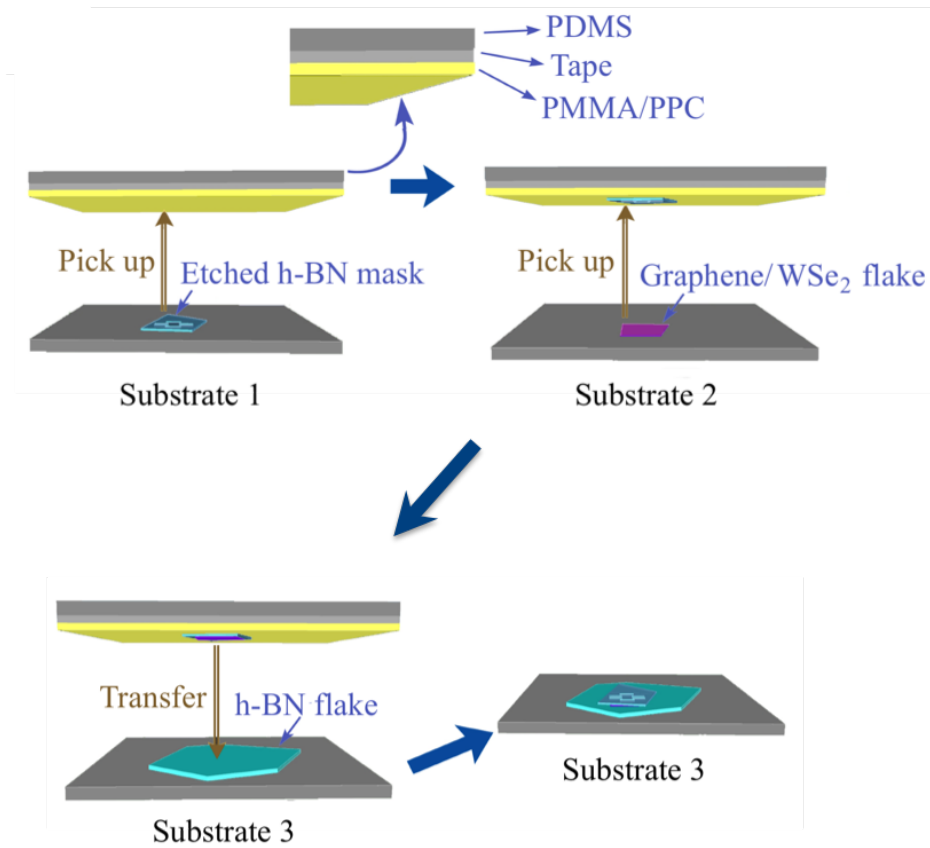 PDMS
Tape
PMMA/PPC
Pick up
Etched h-BN mask
Substrate 1
Pick up
Graphene/ WSe₂ flake
Substrate 2
Transfer
h-BN flake
Substrate 3
Substrate 3